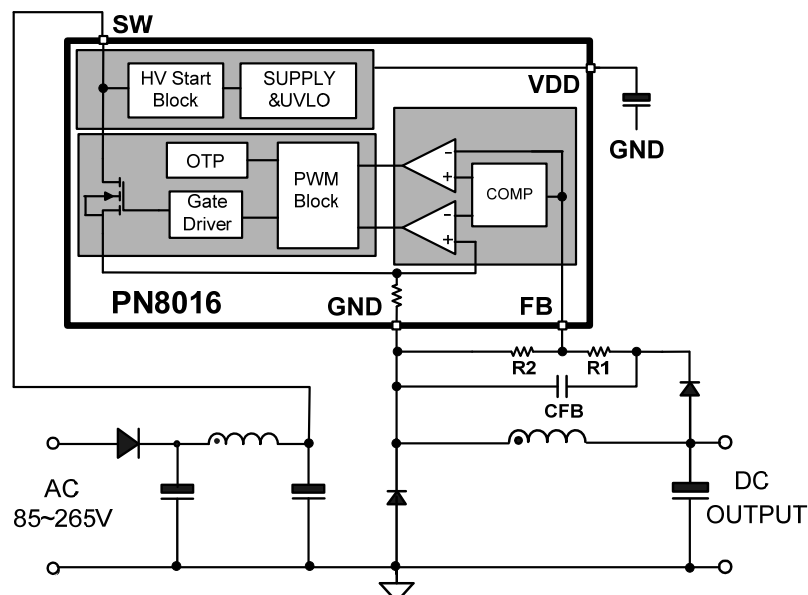 SW
HV Start
Block
SUPPLY
&UVLO
VDD
GND
OTP
PWM
Block
Gate
Driver
-
+
COMP
-
+
PN8016
GND
FB
R2
R1
CFB
AC
85~265V
DC
OUTPUT